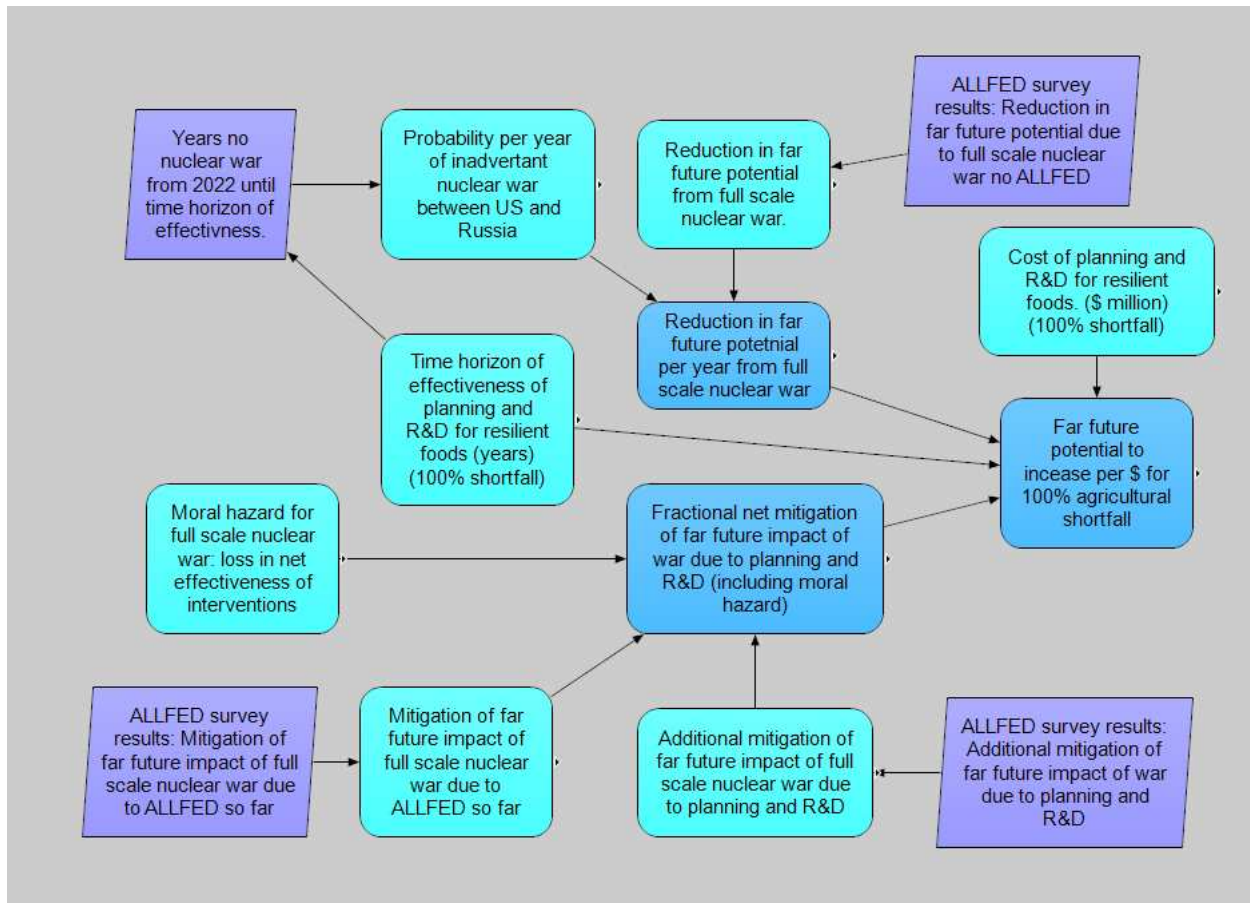 Years no
nuclear war
from 2022 until
time horizon of
effectivness.
Probability per year
of inadvertant
nuclear war
between US and
Russia
Reduction in far
future potential
from full scale
nuclear war.
ALLFED survey
results: Reduction in
far future potential due
to full scale nuclear
war no ALLFED
Cost of planning and
R&D for resilient
foods. ($ million)
(100% shortfall)
Reduction in far
future potetnial
per year from full
scale nuclear war
Time horizon of
effectiveness of
planning and
R&D for resilient
foods (years)
(100% shortfall)
Far future
potential to
incease per $ for
100% agricultural
shortfall
Moral hazard for
full scale nuclear
war: loss in net
effectiveness of
interventions
Fractional net mitigation
of far future impact of
war due to planning and
R&D (including moral
hazard)
ALLFED survey
results: Mitigation of
far future impact of full
scale nuclear war due
to ALLFED so far
Mitigation of far
future impact of
full scale nuclear
war due to
ALLFED so far
Additional mitigation of
far future impact of full
scale nuclear war due
to planning and R&D
ALLFED survey results:
Additional mitigation of
far future impact of war
due to planning and
R&D